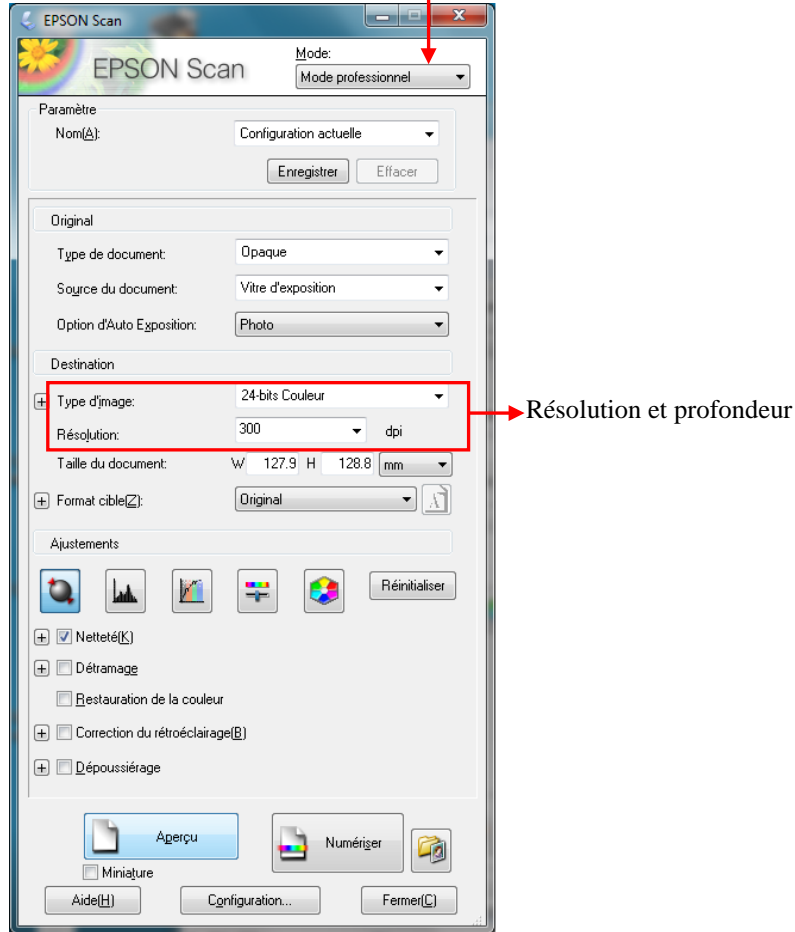 EPSON Scan
EPSON Scan
Mode:
Mode professionnel
Paramètre
Nom(A):
Configuration actuelle
Enregistrer
Effacer
Original
Type de document:
Opaque
Source du document:
Vitre d'exposition
Option d'Auto Exposition:
Photo
Destination
Type d'image:
24-bits Couleur
Résolution et profondeur
Résolution:
300
dpi
Taille du document:
W 127.9 H 128.8 mm
Format cible(Z):
Original
Ajustements
Réinitialiser
Netteté(K)
Détramage
Restauration de la couleur
Correction du rétroéclairage(B)
Dépoussiérage
Aperçu
Numériser
Miniature
Aide(H)
Configuration...
Fermer(C)